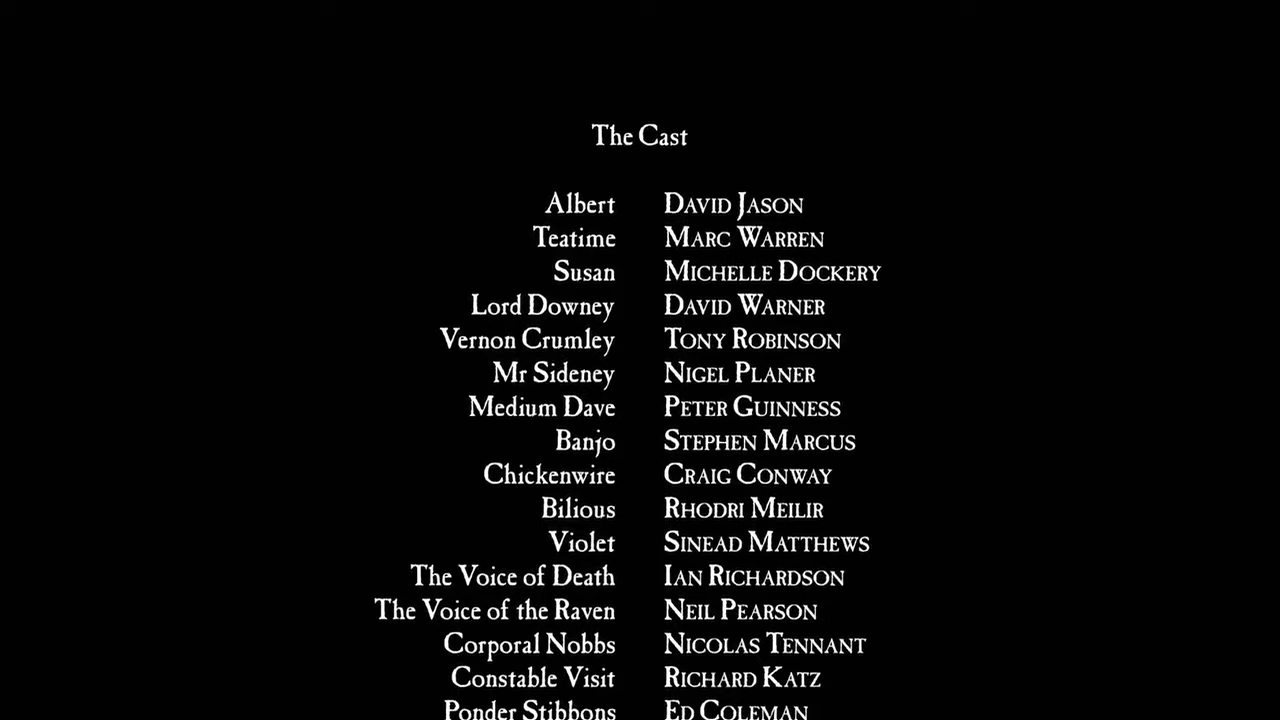 The Cast
Albert DAVID JASON
Teatime MARC WARREN
Susan MICHELLE DOCKERY
Lord Downey DAVID WARNER
Vernon Crumley TONY ROBINSON
Mr Sideney NIGEL PLANER
Medium Dave PETER GUINNESS
Banjo STEPHEN MARCUS
Chickenwire CRAIG CONWAY
Bilious RHODRI MEILIR
Violet SINEAD MATTHEWS
The Voice of Death IAN RICHARDSON
The Voice of the Raven NEIL PEARSON
Corporal Nobbs NICOLAS TENNANT
Constable Visit RICHARD KATZ
Ponder Stibbons ED COLEMAN